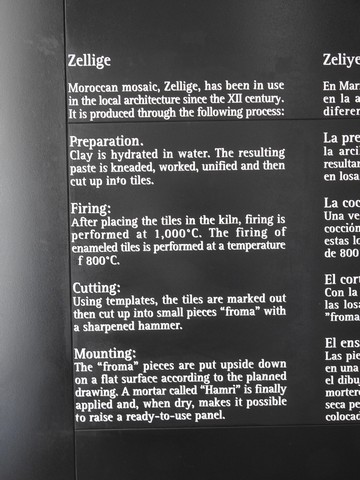 Zellige
Moroccan mosaic, Zellige, has been in use
in the local architecture since the XII century.
It is produced through the following process:
Preparation.
Clay is hydrated in water. The resulting
paste is kneaded, worked, unified and then
cut up into tiles.
Firing:
After placing the tiles in the kiln, firing is
performed at 1,000°C. The firing of
enameled tiles is performed at a temperature
f 800°C.
Cutting:
Using templates, the tiles are marked out
then cut up into small pieces “froma” with
a sharpened hammer.
Mounting:
The “froma” pieces are put upside down
on a flat surface according to the planned
drawing. A mortar called “Hamri” is finally
applied and, when dry, makes it possible
to raise a ready-to-use panel.
Zeliye
En Mar
en la a
diferen
La pre
la arci
resultan
en losa
La coc
Una ve
cocción
estas lo
de 800
El cort
Con la
las losa
“froma”
El ens
Las pie
en una
el dibuj
mortero
seca pe
colocad